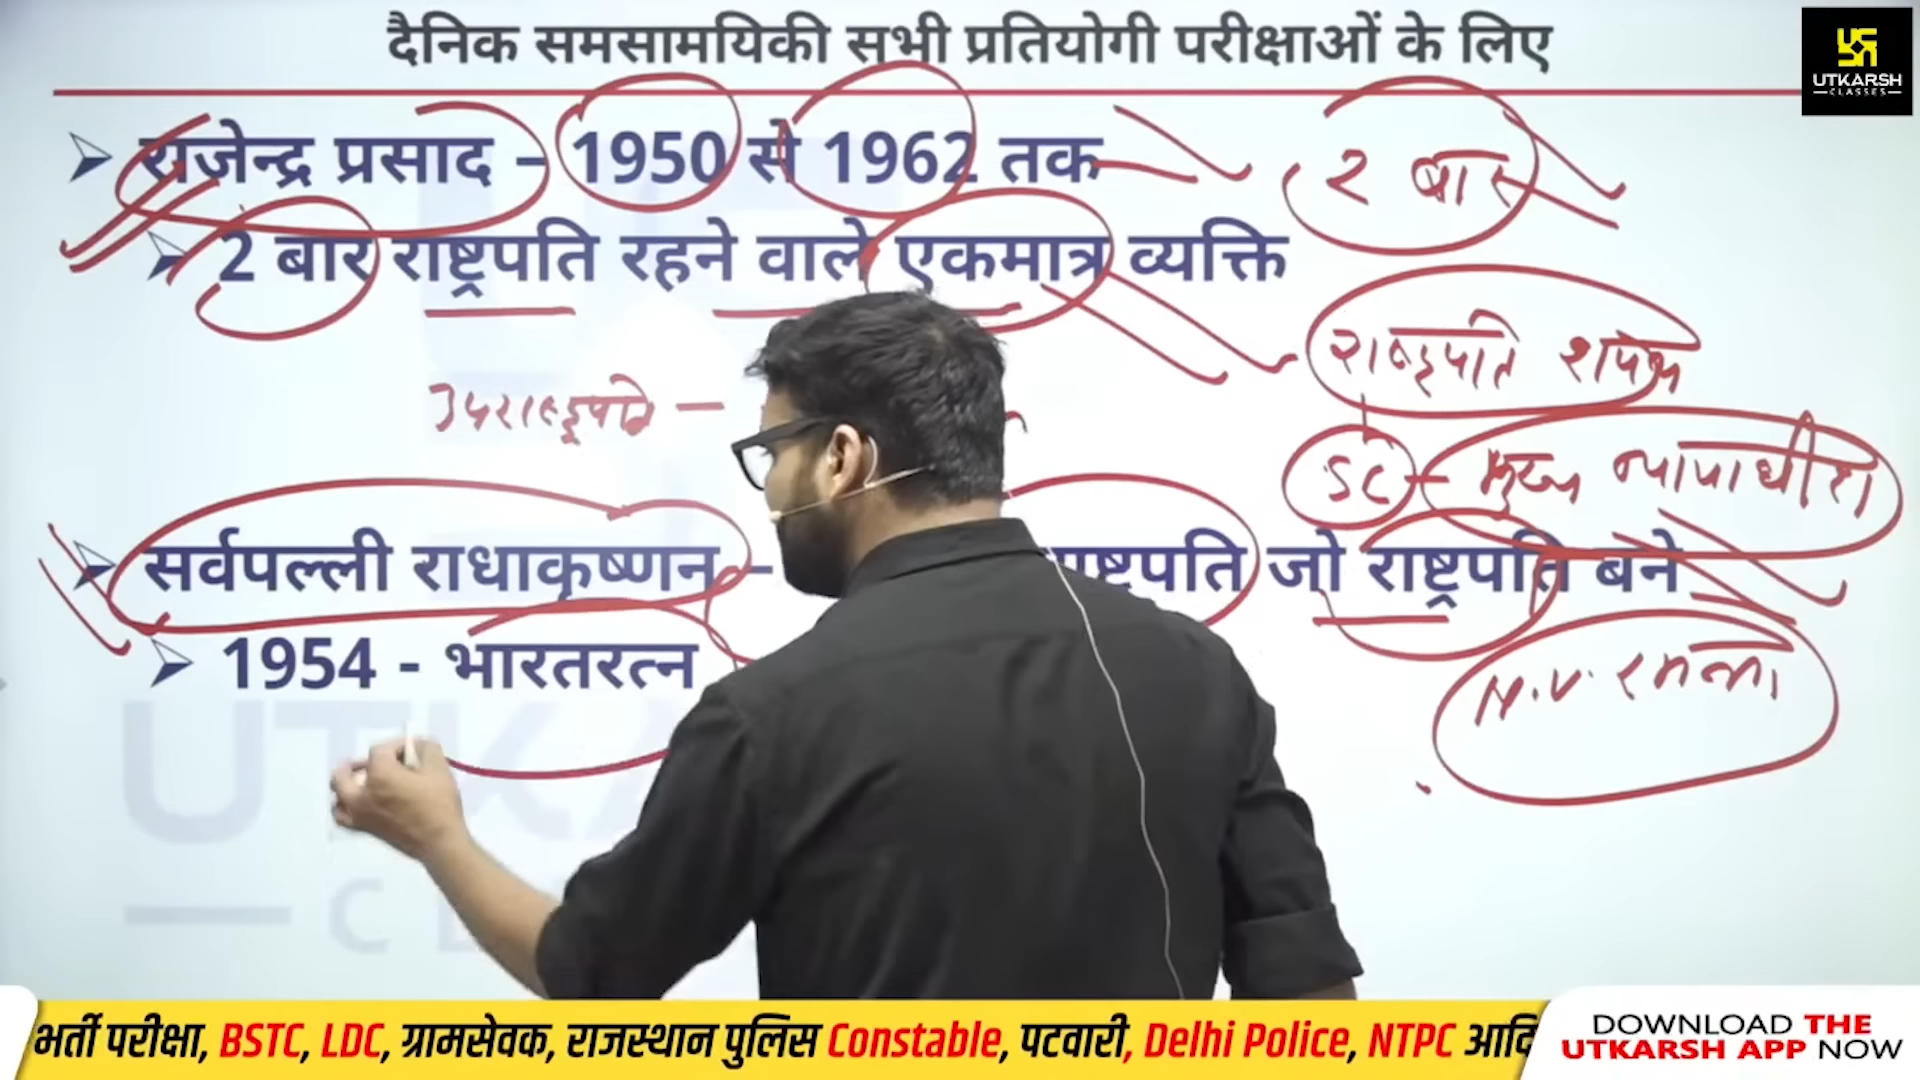 दैनिक समसामयिकी सभी प्रतियोगी परीक्षाओं के लिए
UTKARSH
CLASSES
राजेन्द्र प्रसाद – 1950 से 1962 तक
2 बार
2 बार राष्ट्रपति रहने वाले एकमात्र व्यक्ति
राष्ट्रपति शपथ
उपराष्ट्रपति –
SC – मुख्य न्यायाधीश
सर्वपल्ली राधाकृष्णन – राष्ट्रपति जो राष्ट्रपति बने
1954 - भारतरत्न
N.V. रमन्ना
भर्ती परीक्षा, BSTC, LDC, ग्रामसेवक, राजस्थान पुलिस Constable, पटवारी, Delhi Police, NTPC आदि
DOWNLOAD THE
UTKARSH APP NOW